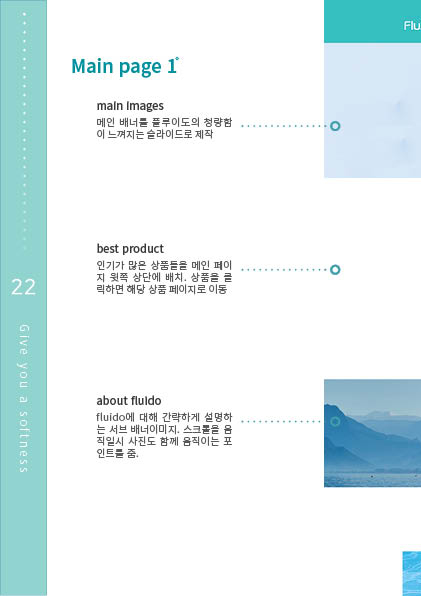 Flu
Main page 1°
main images
메인 배너를 플루이도의 청량함
이 느껴지는 슬라이드로 제작
best product
인기가 많은 상품들을 메인 페이
지 윗쪽 상단에 배치. 상품을 클
릭하면 해당 상품 페이지로 이동
22
Give you a softness
about fluido
fluido에 대해 간략하게 설명하
는 서브 배너이미지. 스크롤을 움
직일시 사진도 함께 움직이는 포
인트를 줌.